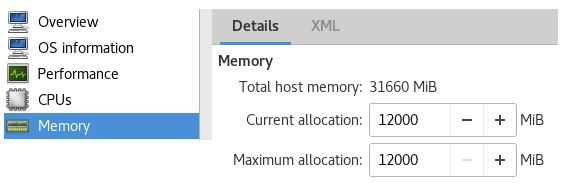 Overview
OS information
Performance
CPUs
Memory
Details XML
Memory
Total host memory: 31660 MiB
Current allocation: 12000 − + MiB
Maximum allocation: 12000 − + MiB